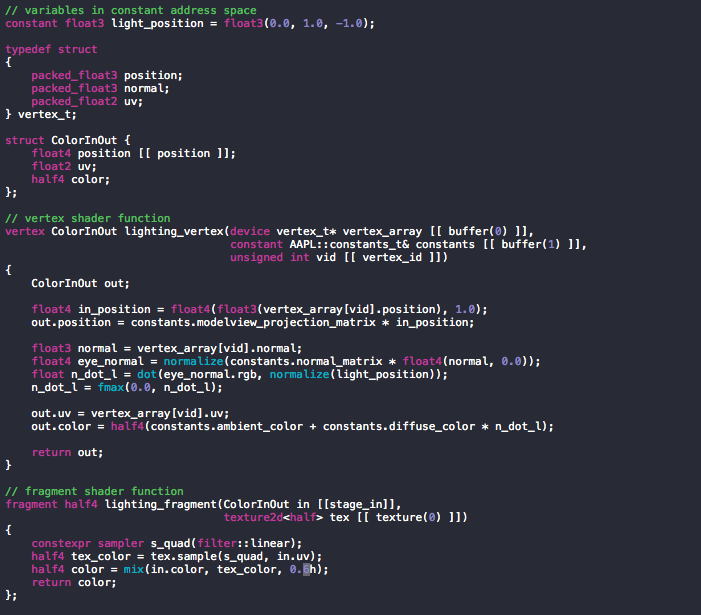 // variables in constant address space
constant float3 light_position = float3(0.0, 1.0, -1.0);
typedef struct
{
packed_float3 position;
packed_float3 normal;
packed_float2 uv;
} vertex_t;
struct ColorInOut {
float4 position [[ position ]];
float2 uv;
half4 color;
};
// vertex shader function
vertex ColorInOut lighting_vertex(device vertex_t* vertex_array [[ buffer(0) ]],
constant AAPL::constants_t& constants [[ buffer(1) ]],
unsigned int vid [[ vertex_id ]])
{
ColorInOut out;
float4 in_position = float4(float3(vertex_array[vid].position), 1.0);
out.position = constants.modelview_projection_matrix * in_position;
float3 normal = vertex_array[vid].normal;
float4 eye_normal = normalize(constants.normal_matrix * float4(normal, 0.0));
float n_dot_l = dot(eye_normal.rgb, normalize(light_position));
n_dot_l = fmax(0.0, n_dot_l);
out.uv = vertex_array[vid].uv;
out.color = half4(constants.ambient_color + constants.diffuse_color * n_dot_l);
return out;
}
// fragment shader function
fragment half4 lighting_fragment(ColorInOut in [[stage_in]],
texture2d<half> tex [[ texture(0) ]])
{
constexpr sampler s_quad(filter::linear);
half4 tex_color = tex.sample(s_quad, in.uv);
half4 color = mix(in.color, tex_color,
return color;
};